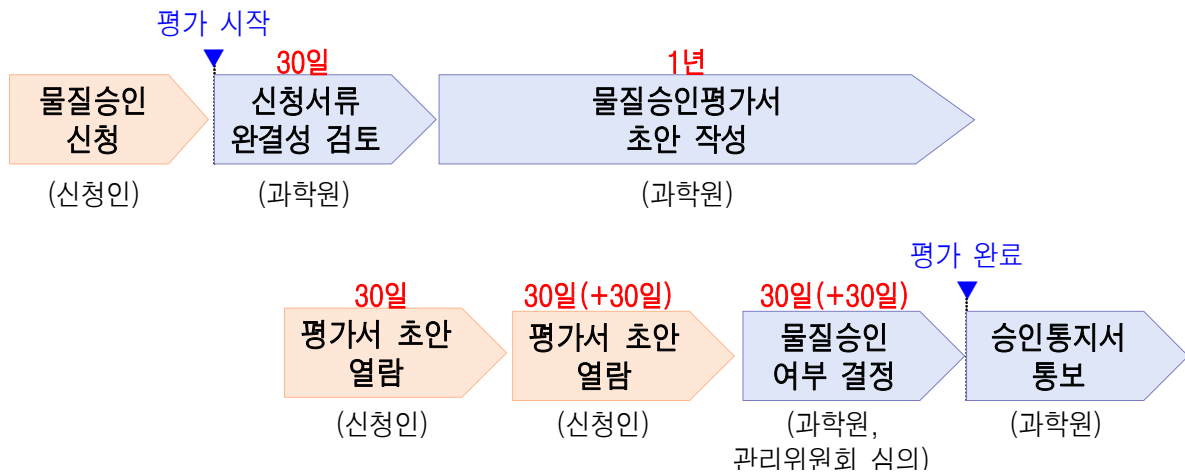 평가 시작
30일
1년
물질승인
신청
신청서류
완결성 검토
물질승인평가서
초안 작성
(신청인)
(과학원)
(과학원)
평가 완료
30일
30일(+30일)
30일(+30일)
평가서 초안
열람
평가서 초안
열람
물질승인
여부 결정
승인통지서
통보
(신청인)
(신청인)
(과학원,
관리위원회 심의)
(과학원)